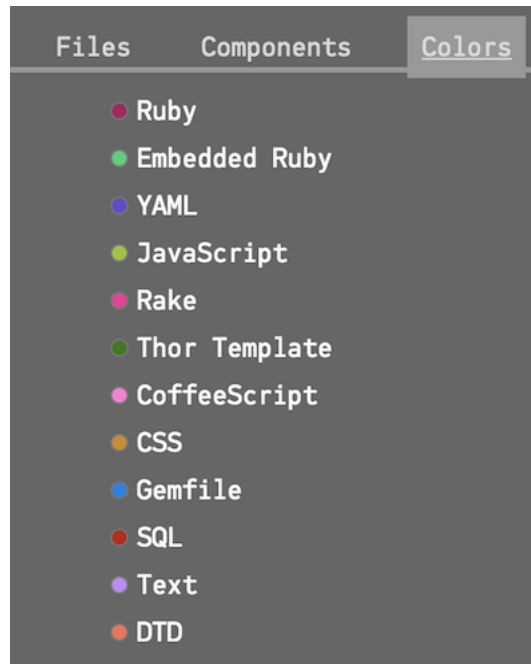 Files Components Colors
Ruby
Embedded Ruby
YAML
JavaScript
Rake
Thor Template
CoffeeScript
CSS
Gemfile
SQL
Text
DTD